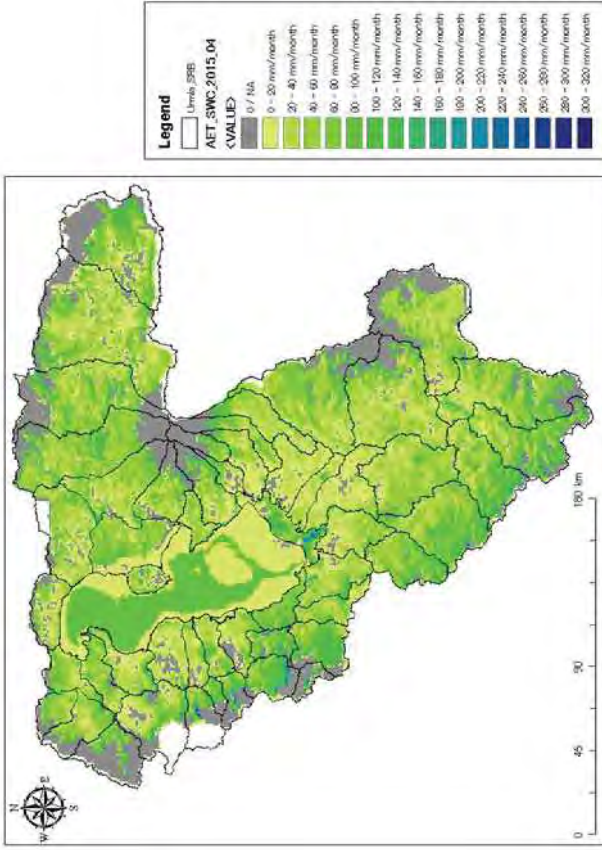 Legend
Urmia_SRB
AET_SWC_2015_04
<VALUE>
0 / NA
0 - 20 mm/month
20 - 40 mm/month
40 - 60 mm/month
60 - 80 mm/month
80 - 100 mm/month
100 - 120 mm/month
120 - 140 mm/month
140 - 160 mm/month
160 - 180 mm/month
180 - 200 mm/month
200 - 220 mm/month
220 - 240 mm/month
240 - 260 mm/month
260 - 280 mm/month
280 - 300 mm/month
300 - 320 mm/month
N
W
E
S
0
45
90
180 km